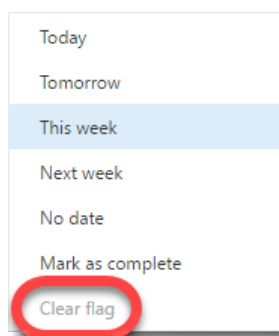 Today
Tomorrow
This week
Next week
No date
Mark as complete
Clear flag